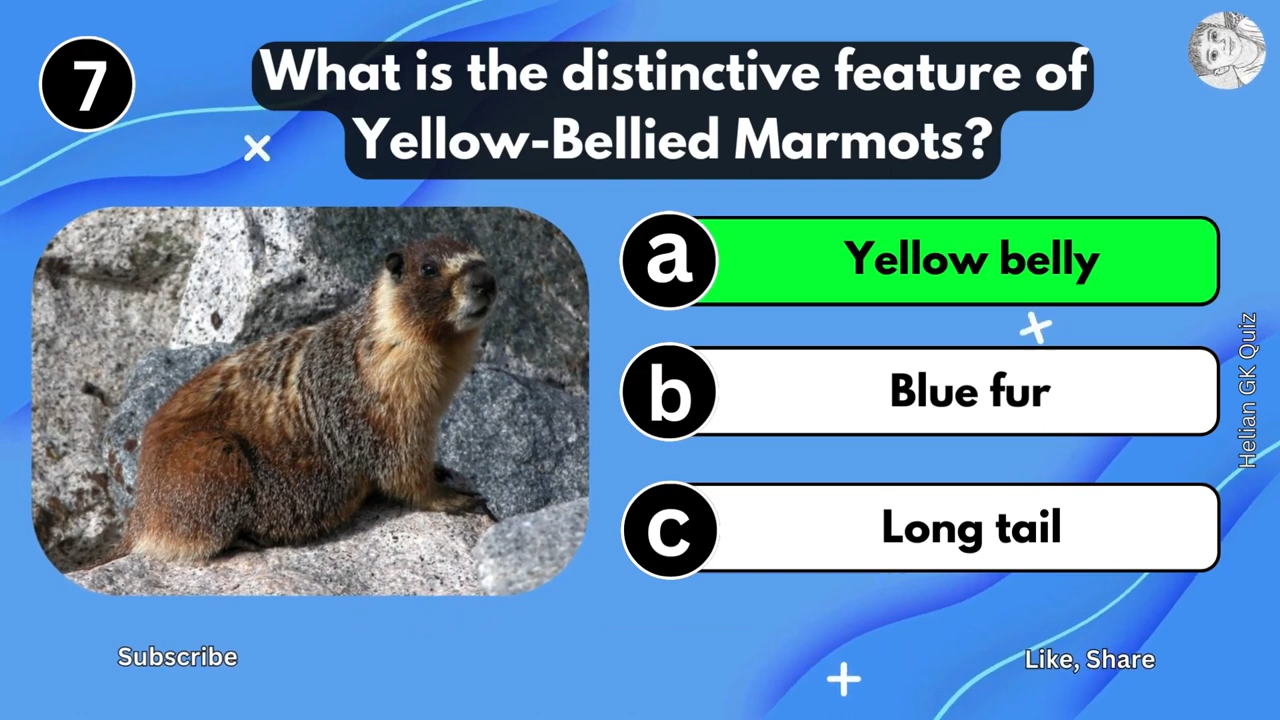 7
What is the distinctive feature of
Yellow-Bellied Marmots?
a
Yellow belly
b
Blue fur
c
Long tail
Helian GK Quiz
Subscribe
Like, Share